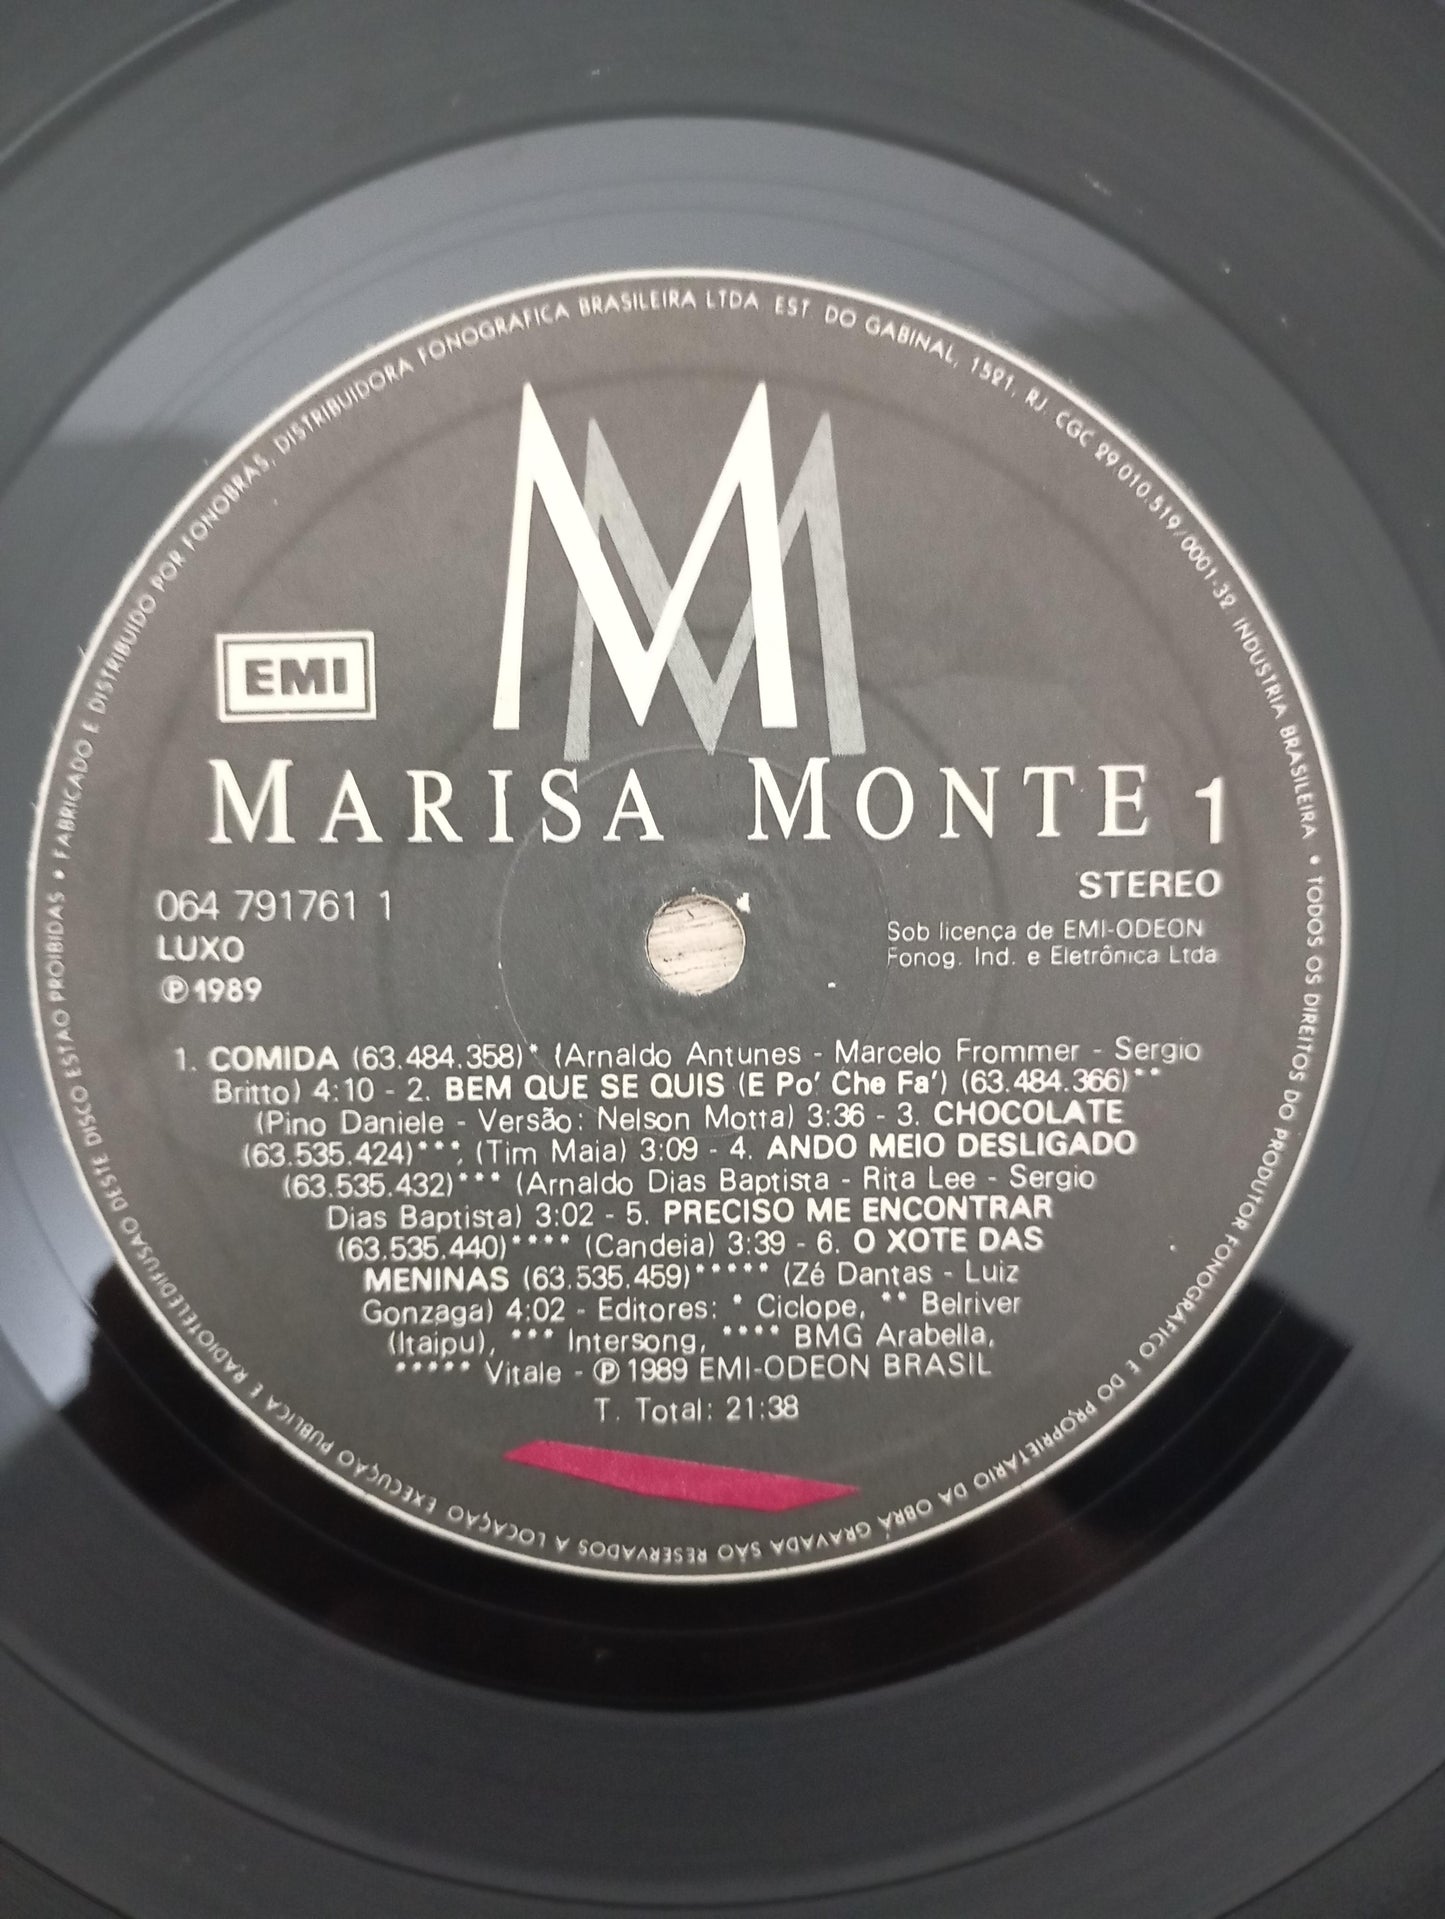 • FABRICADO E DISTRIBUIDO POR FONOBRAS, DISTRIBUIDORA FONOGRAFICA BRASILEIRA LTDA EST. DO GABINAL, 1521, RJ. CGC 29.010.519/0001-32. INDUSTRIA BRASILEIRA • TODOS OS DIREITOS DO PRODUTOR FONOGRÁFICO E DO PROPRIETARIO DA OBRA GRAVADA SÃO RESERVADOS A LOCAÇÃO EXECUÇÃO PUBLICA E RADIOTELEDIFUSÃO DESTE DISCO ESTÃO PROIBIDAS
MM
EMI
MARISA MONTE 1
STEREO
064 791761 1
LUXO
℗ 1989
Sob licença de EMI-ODEON
Fonog. Ind. e Eletrônica Ltda
1. COMIDA (63.484.358)* (Arnaldo Antunes - Marcelo Frommer - Sergio
Britto) 4:10 - 2. BEM QUE SE QUIS (E Po' Che Fa') (63.484.366)**
(Pino Daniele - Versão: Nelson Motta) 3:36 - 3. CHOCOLATE
(63.535.424)***, (Tim Maia) 3:09 - 4. ANDO MEIO DESLIGADO
(63.535.432)*** (Arnaldo Dias Baptista - Rita Lee - Sergio
Dias Baptista) 3:02 - 5. PRECISO ME ENCONTRAR
(63.535.440)**** (Candeia) 3:39 - 6. O XOTE DAS
MENINAS (63.535.459)***** (Zé Dantas - Luiz
Gonzaga) 4:02 - Editores: * Ciclope, ** Belriver
(Itaipu), *** Intersong, **** BMG Arabella,
***** Vitale - ℗ 1989 EMI-ODEON BRASIL
T. Total: 21:38